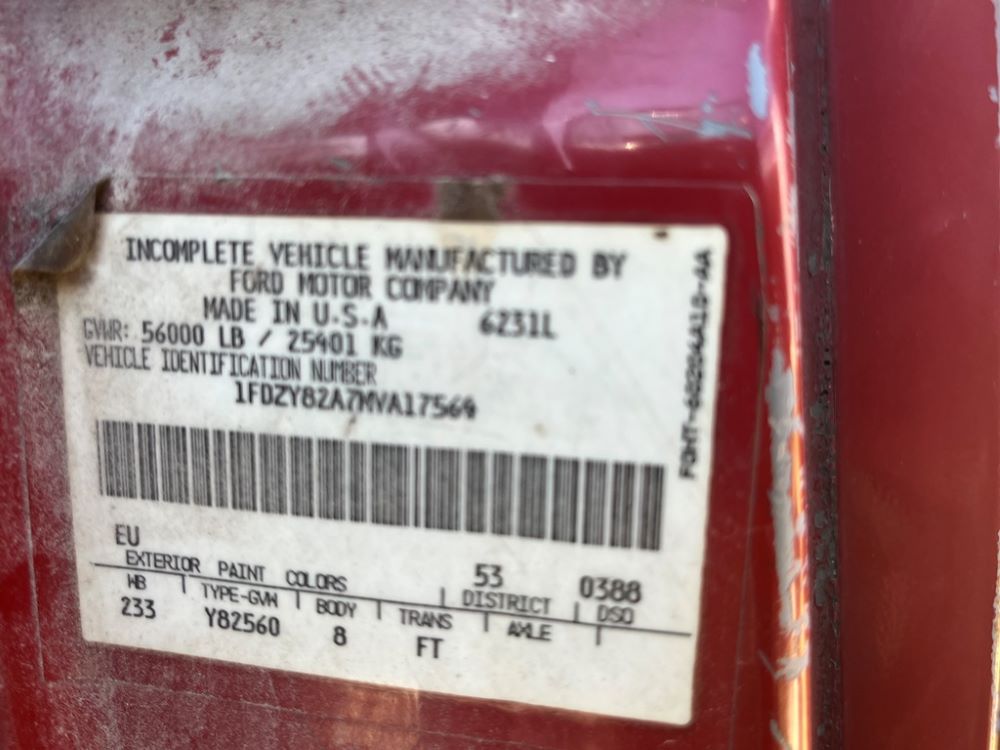 INCOMPLETE VEHICLE MANUFACTURED BY
FORD MOTOR COMPANY
MADE IN U.S.A
6231L
GVWR: 56000 LB / 25401 KG
VEHICLE IDENTIFICATION NUMBER
1FDZY82A7MVA17564
EU
EXTERIOR PAINT COLORS
53
0388
WB
TYPE-GVW
BODY
TRANS
DISTRICT
AXLE
DSO
233
Y82560
8
FT